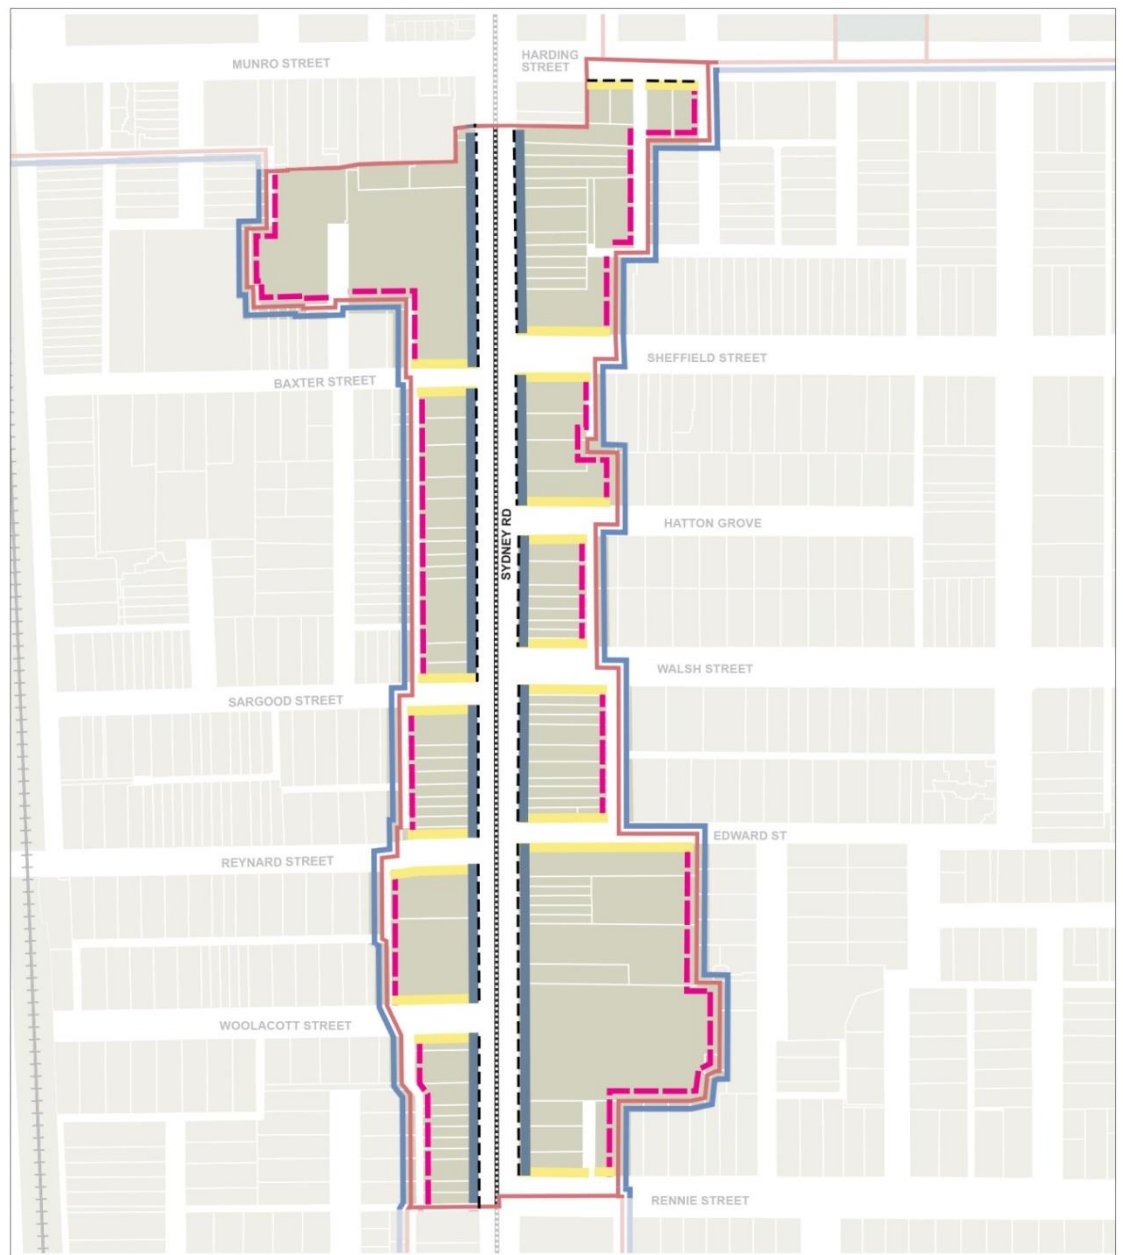 MUNRO STREET
HARDING
STREET
SHEFFIELD STREET
BAXTER STREET
SYDNEY RD
HATTON GROVE
WALSH STREET
SARGOOD STREET
EDWARD ST
REYNARD STREET
WOOLACOTT STREET
RENNIE STREET